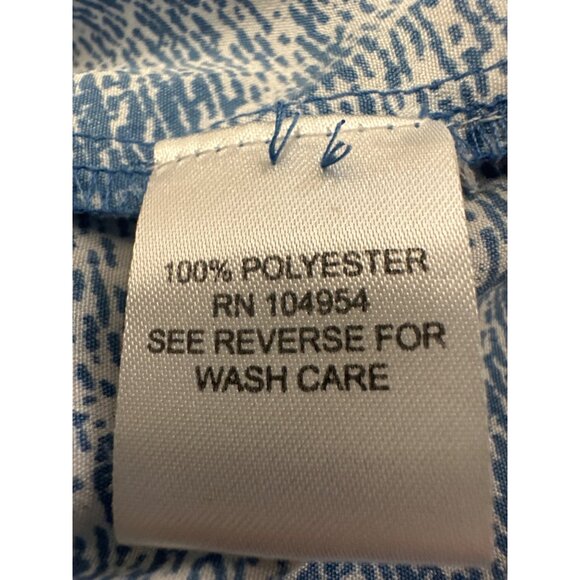 100% POLYESTER
RN 104954
SEE REVERSE FOR
WASH CARE